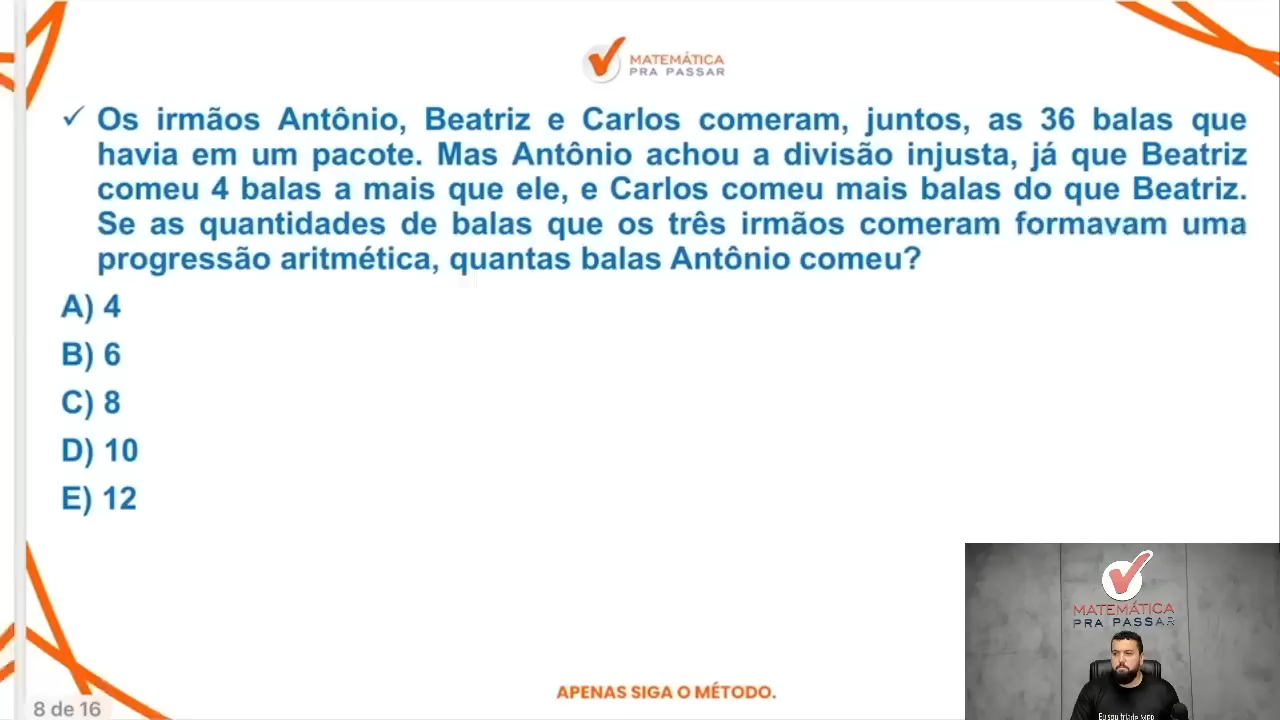 MATEMÁTICA
PRA PASSAR
✓ Os irmãos Antônio, Beatriz e Carlos comeram, juntos, as 36 balas que
havia em um pacote. Mas Antônio achou a divisão injusta, já que Beatriz
comeu 4 balas a mais que ele, e Carlos comeu mais balas do que Beatriz.
Se as quantidades de balas que os três irmãos comeram formavam uma
progressão aritmética, quantas balas Antônio comeu?
A) 4
B) 6
C) 8
D) 10
E) 12
MATEMÁTICA
PRA PASSAR
Eu sou
APENAS SIGA O MÉTODO.
8 de 16